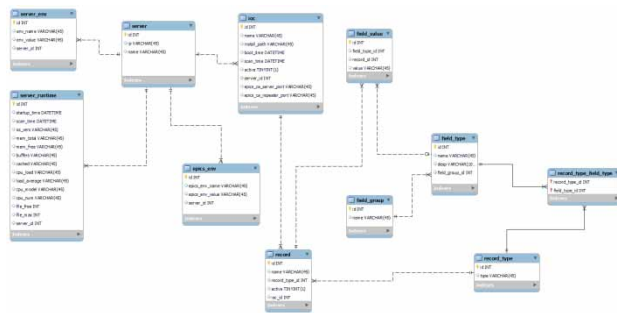 server_env
id INT
env_name VARCHAR(45)
env_value VARCHAR(45)
server_id INT
Indexes
server
id INT
ip VARCHAR(45)
name VARCHAR(45)
Indexes
ioc
id INT
name VARCHAR(45)
install_path VARCHAR(45)
boot_time DATETIME
scan_time DATETIME
active TINYINT(1)
server_id INT
epics_ca_server_port VARCHAR(45)
epics_ca_repeater_port VARCHAR(45)
Indexes
field_value
id INT
field_type_id INT
record_id INT
value VARCHAR(45)
Indexes
server_runtime
id INT
startup_time DATETIME
scan_time DATETIME
os_vers VARCHAR(45)
mem_total VARCHAR(45)
mem_free VARCHAR(45)
buffers VARCHAR(45)
cached VARCHAR(45)
cpu_load VARCHAR(45)
load_average VARCHAR(45)
cpu_model VARCHAR(45)
cpu_num VARCHAR(45)
server_id INT
Indexes
epics_env
id INT
epics_env_name VARCHAR(45)
epics_env_value VARCHAR(45)
server_id INT
Indexes
field_type
id INT
name VARCHAR(45)
field_group_id INT
Indexes
record_type_field_type
record_type_id INT
field_type_id INT
Indexes
field_group
id INT
name VARCHAR(45)
Indexes
record
id INT
name VARCHAR(45)
record_type_id INT
active TINYINT(1)
ioc_id INT
Indexes
record_type
id INT
type VARCHAR(45)
Indexes